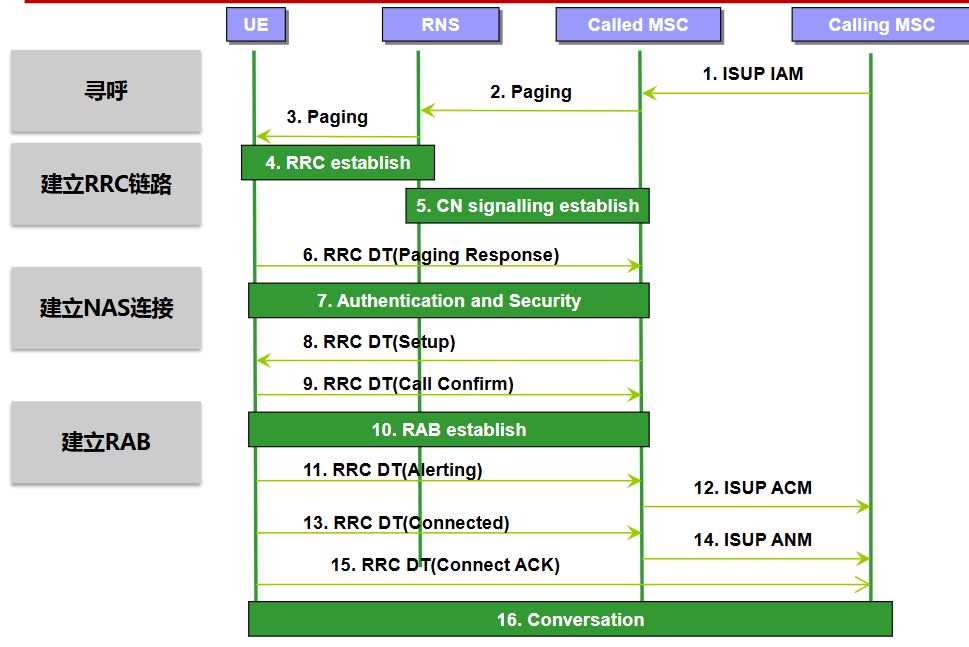 UE
RNS
Called MSC
Calling MSC
寻呼
1. ISUP IAM
2. Paging
3. Paging
建立RRC链路
4. RRC establish
5. CN signalling establish
6. RRC DT(Paging Response)
建立NAS连接
7. Authentication and Security
8. RRC DT(Setup)
9. RRC DT(Call Confirm)
建立RAB
10. RAB establish
11. RRC DT(Alerting)
12. ISUP ACM
13. RRC DT(Connected)
14. ISUP ANM
15. RRC DT(Connect ACK)
16. Conversation